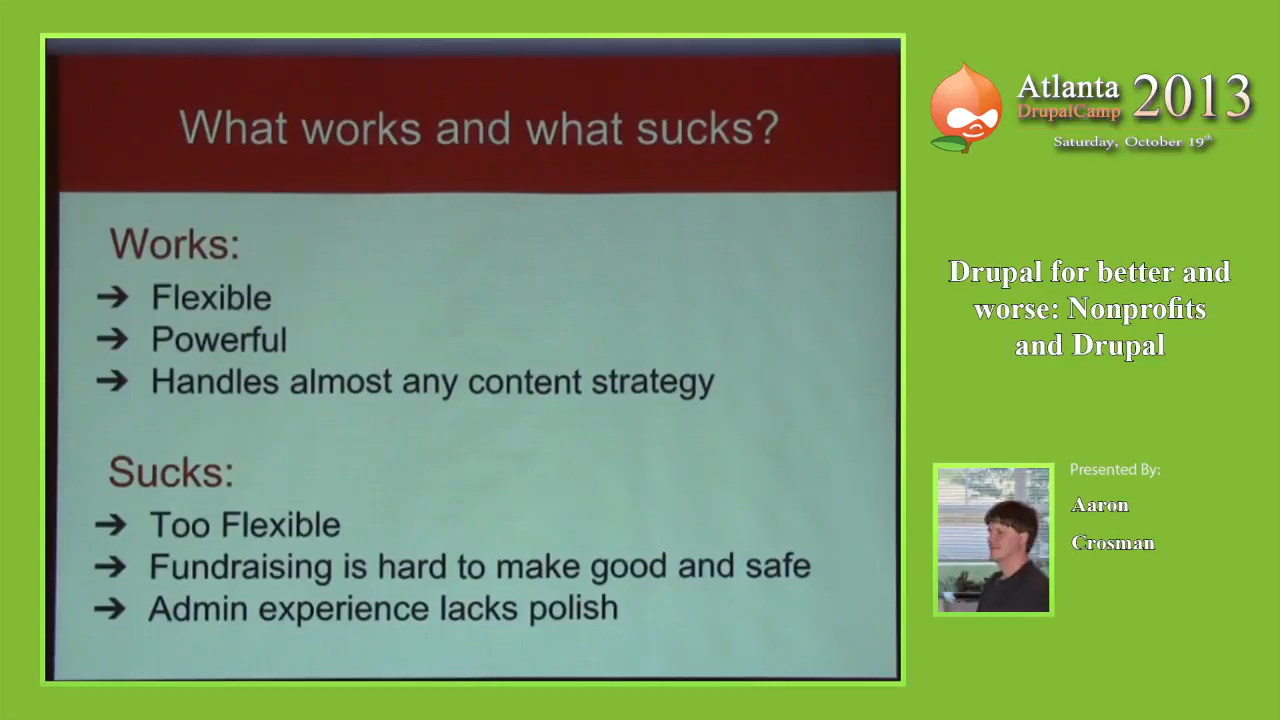 What works and what sucks?
Works:
➔ Flexible
➔ Powerful
➔ Handles almost any content strategy
Sucks:
➔ Too Flexible
➔ Fundraising is hard to make good and safe
➔ Admin experience lacks polish
Atlanta
DrupalCamp
2013
Saturday, October 19th
Drupal for better and
worse: Nonprofits
and Drupal
Presented By:
Aaron
Crosman